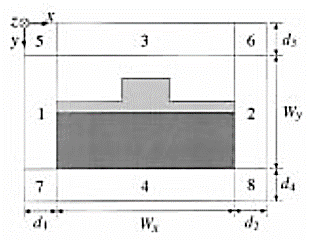 z x
y 5 3 6 d₃
1 2 Wy
7 4 8 d₄
d₁ Wx d₂